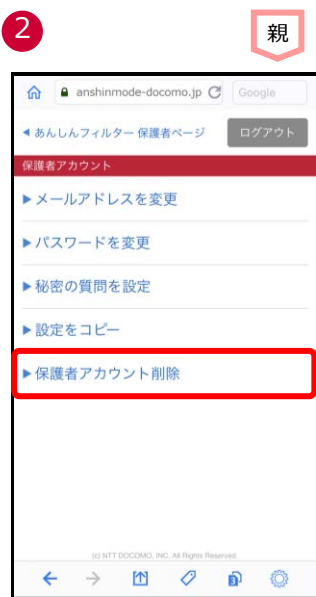 2
親
anshinmode-docomo.jp
Google
◀ あんしんフィルター 保護者ページ
ログアウト
保護者アカウント
▶メールアドレスを変更
▶パスワードを変更
▶秘密の質問を設定
▶設定をコピー
▶保護者アカウント削除
(c) NTT DOCOMO, INC. All Rights Reserved.
3